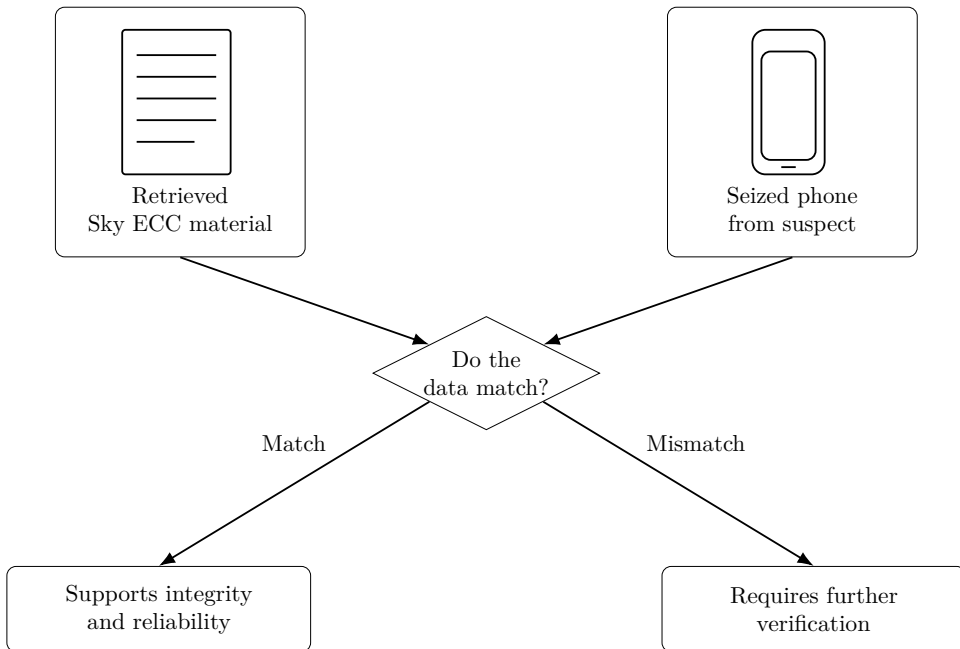 Retrieved
Sky ECC material
Seized phone
from suspect
Do the
data match?
Match
Mismatch
Supports integrity
and reliability
Requires further
verification